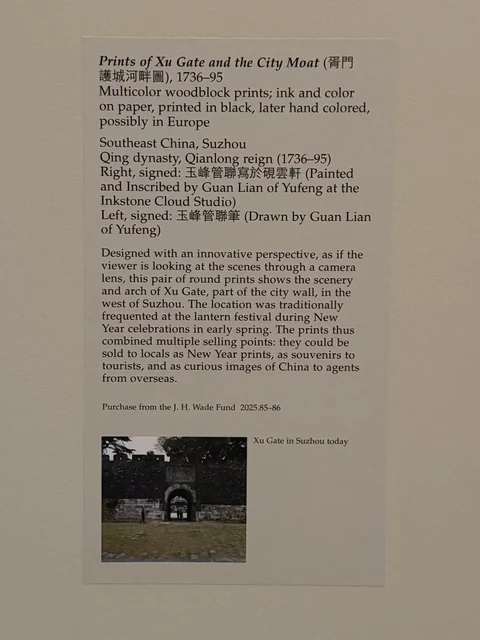 Prints of Xu Gate and the City Moat (胥門
護城河畔圖), 1736–95
Multicolor woodblock prints; ink and color
on paper, printed in black, later hand colored,
possibly in Europe
Southeast China, Suzhou
Qing dynasty, Qianlong reign (1736–95)
Right, signed: 玉峰管聯寫於硯雲軒 (Painted
and Inscribed by Guan Lian of Yufeng at the
Inkstone Cloud Studio)
Left, signed: 玉峰管聯筆 (Drawn by Guan Lian
of Yufeng)
Designed with an innovative perspective, as if the
viewer is looking at the scenes through a camera
lens, this pair of round prints shows the scenery
and arch of Xu Gate, part of the city wall, in the
west of Suzhou. The location was traditionally
frequented at the lantern festival during New
Year celebrations in early spring. The prints thus
combined multiple selling points: they could be
sold to locals as New Year prints, as souvenirs to
tourists, and as curious images of China to agents
from overseas.
Purchase from the J. H. Wade Fund 2025.85–86
Xu Gate in Suzhou today